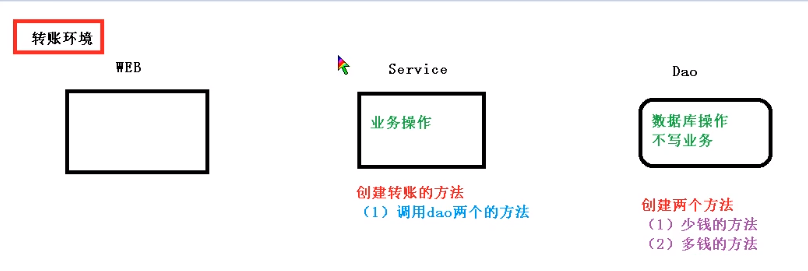 转账环境
WEB
Service
Dao
业务操作
数据库操作
不写业务
创建转账的方法
（1）调用dao两个的方法
创建两个方法
（1）少钱的方法
（2）多钱的方法